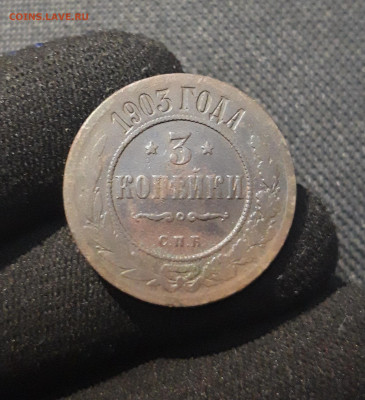 COINS.LAVE.RU
1903 ГОДА
* 3 *
КОПЕЙКИ
С.П.Б.